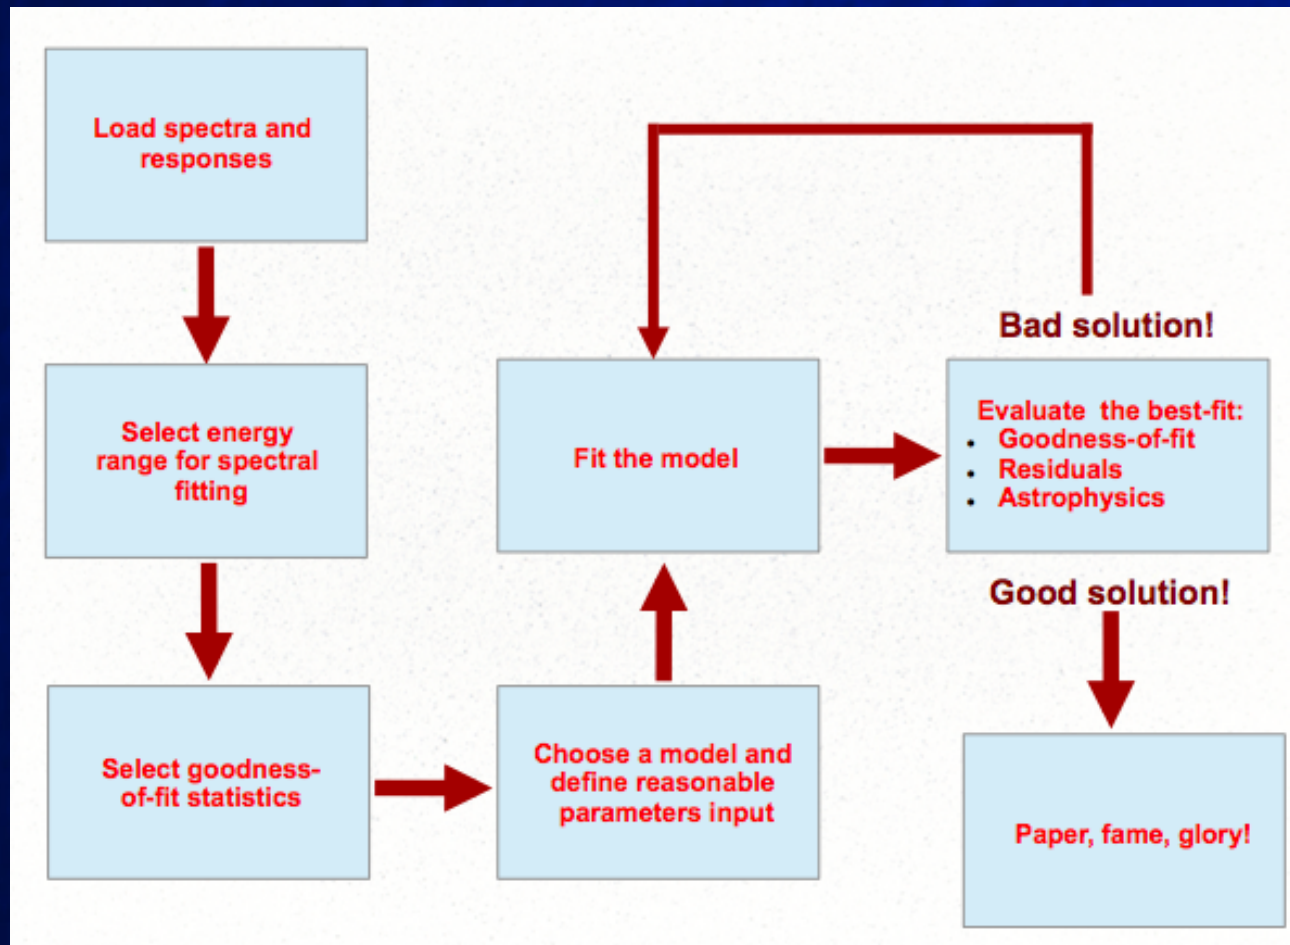 Load spectra and
responses
Select energy
range for spectral
fitting
Select goodness-
of-fit statistics
Choose a model and
define reasonable
parameters input
Fit the model
Bad solution!
Evaluate the best-fit:
• Goodness-of-fit
• Residuals
• Astrophysics
Good solution!
Paper, fame, glory!